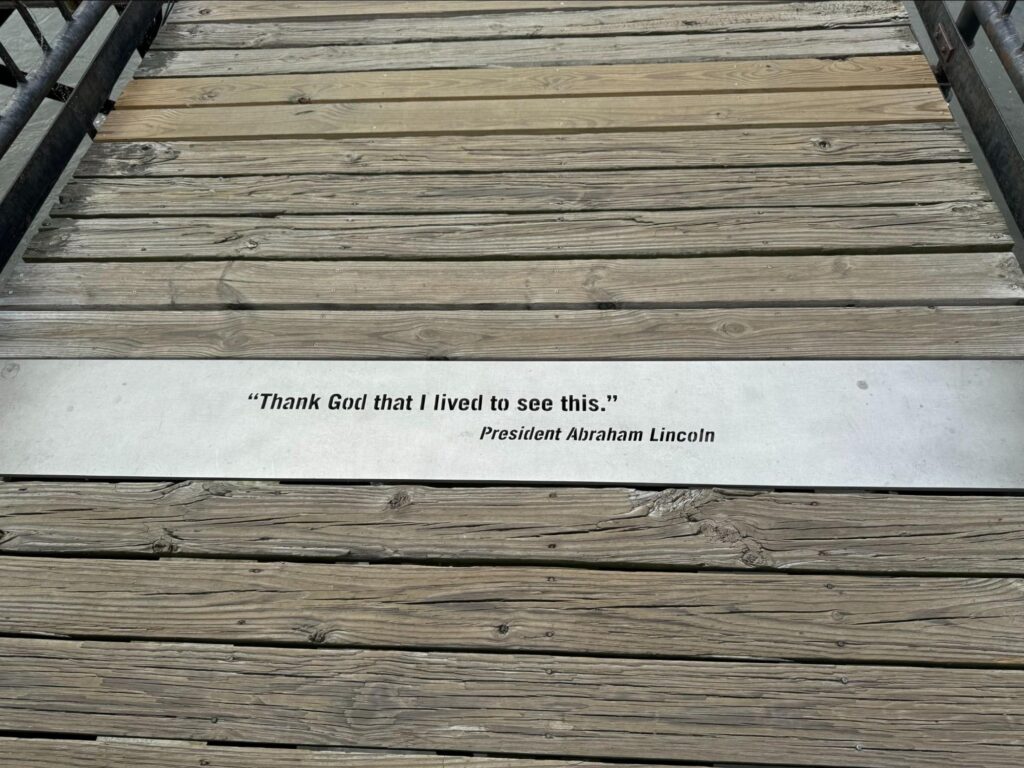 “Thank God that I lived to see this.”
President Abraham Lincoln